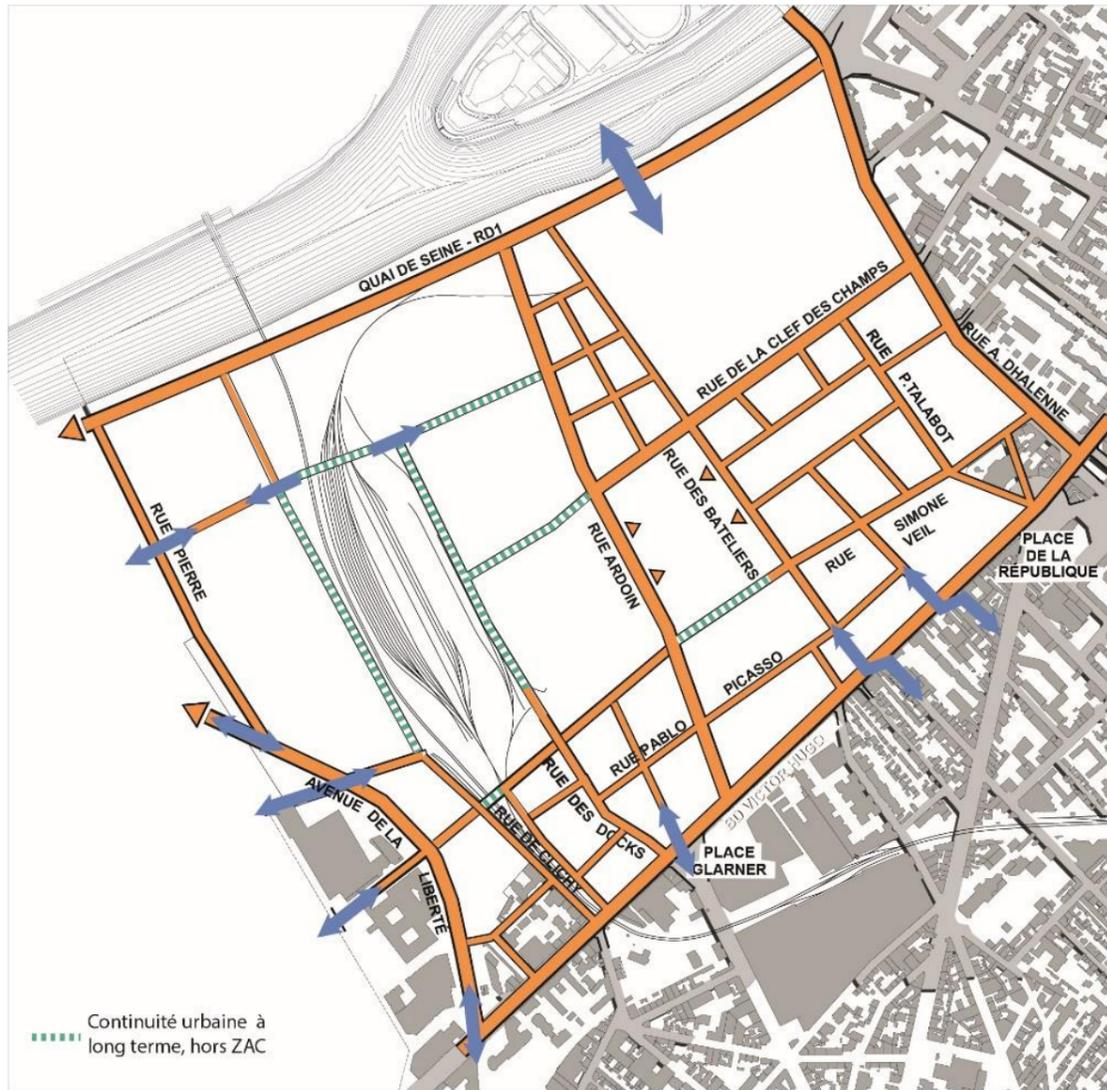 QUAI DE SEINE - RD1
RUE DE LA CLEF DES CHAMPS
RUE A. DHALENNE
RUE
P.TALABOT
RUE DES BATELIERS
RUE ARDOIN
RUE PIERRE
SIMONE
VEIL
RUE
PLACE
DE LA
RÉPUBLIQUE
PICASSO
RUE PABLO
RUE DES DOCKS
BD VICTOR HUGO
AVENUE DE LA
LIBERTÉ
RUE DE CLICHY
PLACE
GLARNER
Continuité urbaine à
long terme, hors ZAC